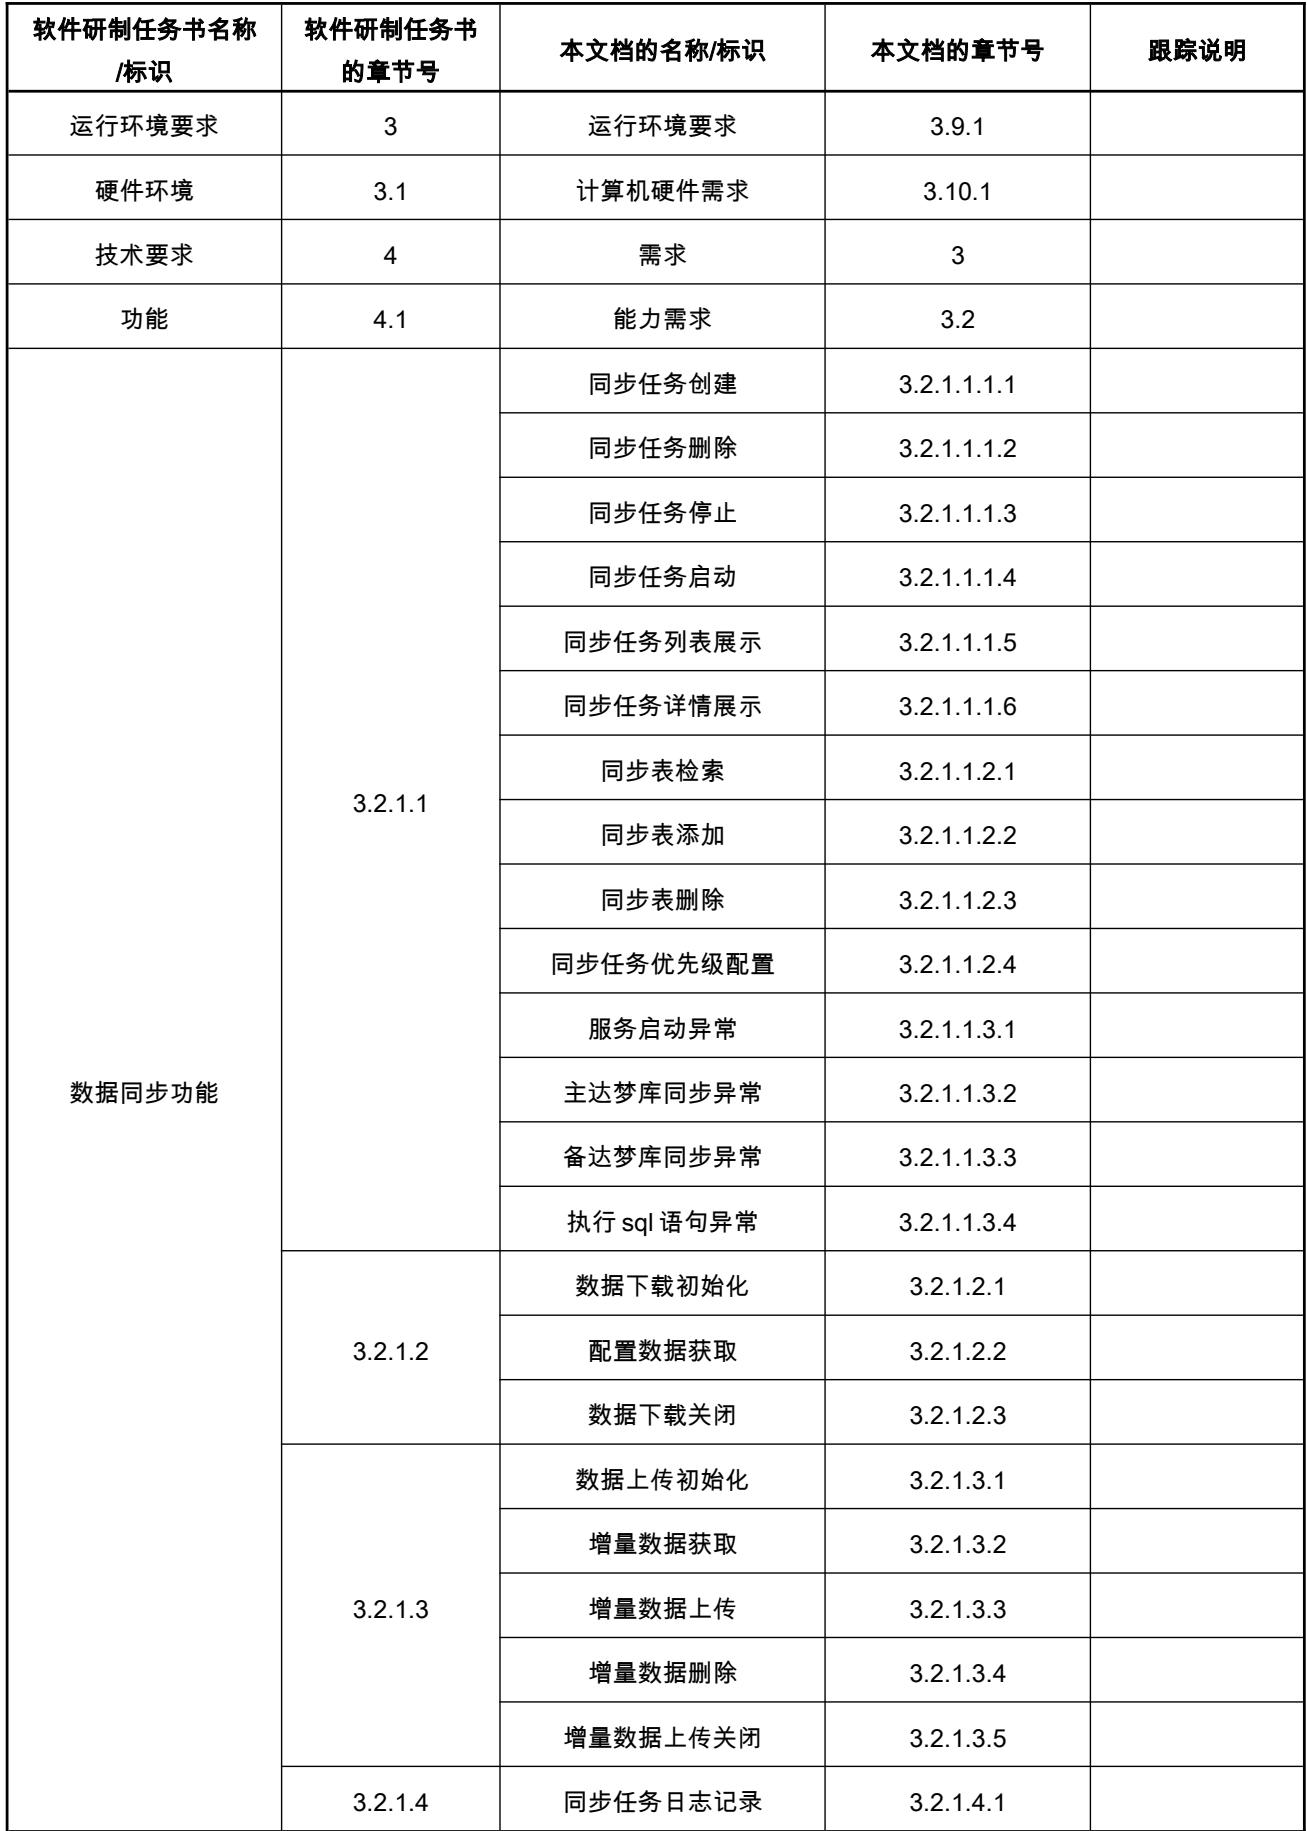 软件研制任务书名称/标识 软件研制任务书的章节号 本文档的名称/标识 本文档的章节号 跟踪说明
运行环境要求 3 运行环境要求 3.9.1
硬件环境 3.1 计算机硬件需求 3.10.1
技术要求 4 需求 3
功能 4.1 能力需求 3.2
数据同步功能 3.2.1.1 同步任务创建 3.2.1.1.1.1
同步任务删除 3.2.1.1.1.2
同步任务停止 3.2.1.1.1.3
同步任务启动 3.2.1.1.1.4
同步任务列表展示 3.2.1.1.1.5
同步任务详情展示 3.2.1.1.1.6
同步表检索 3.2.1.1.2.1
同步表添加 3.2.1.1.2.2
同步表删除 3.2.1.1.2.3
同步任务优先级配置 3.2.1.1.2.4
服务启动异常 3.2.1.1.3.1
主达梦库同步异常 3.2.1.1.3.2
备达梦库同步异常 3.2.1.1.3.3
执行 sql 语句异常 3.2.1.1.3.4
3.2.1.2 数据下载初始化 3.2.1.2.1
配置数据获取 3.2.1.2.2
数据下载关闭 3.2.1.2.3
3.2.1.3 数据上传初始化 3.2.1.3.1
增量数据获取 3.2.1.3.2
增量数据上传 3.2.1.3.3
增量数据删除 3.2.1.3.4
增量数据上传关闭 3.2.1.3.5
3.2.1.4 同步任务日志记录 3.2.1.4.1